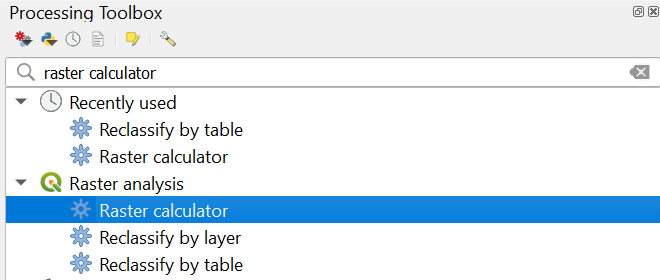 Processing Toolbox
raster calculator
Recently used
Reclassify by table
Raster calculator
Raster analysis
Raster calculator
Reclassify by layer
Reclassify by table